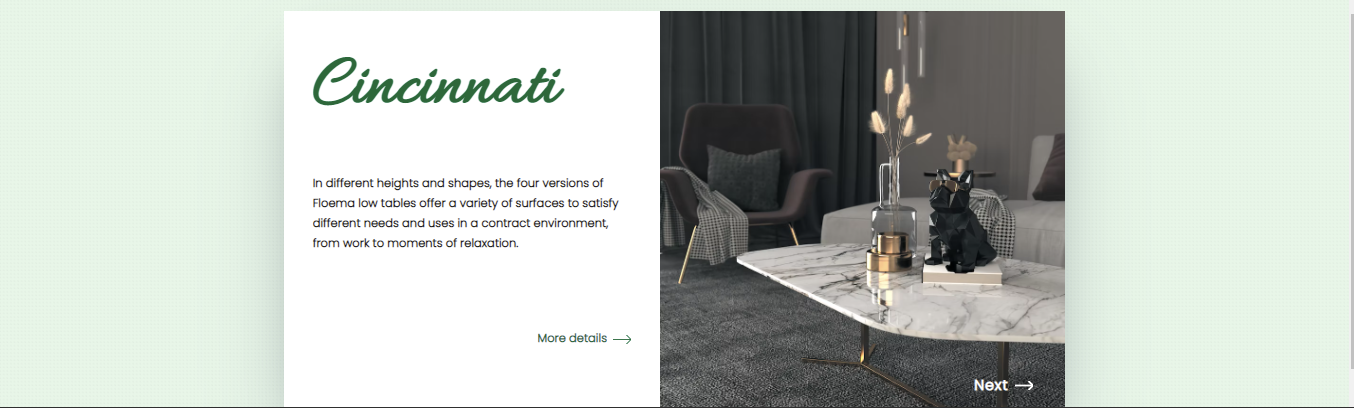 Cincinnati
In different heights and shapes, the four versions of
Floema low tables offer a variety of surfaces to satisfy
different needs and uses in a contract environment,
from work to moments of relaxation.
More details
Next